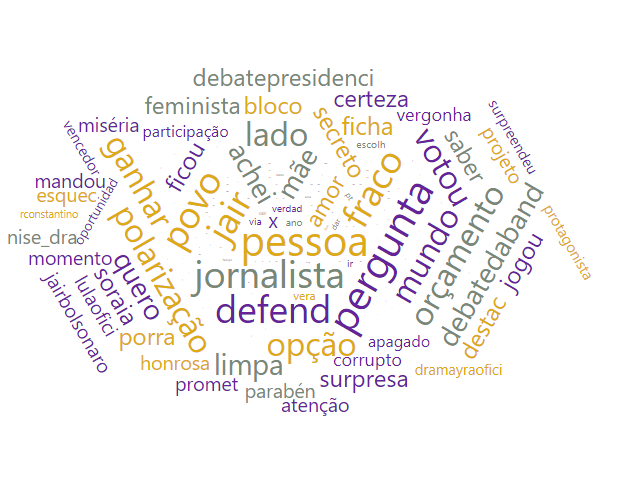 debatepresidenci
feminista
bloco
certeza
miséria
participação
lado
secreto
ficha
vergonha
surpreendeu
vencedor
ganhar
ficou
achei
mãe
escolh
votou
saber
projeto
mandou
esquec
rconstantino
oportunidad
povo
jair
amor
fraco
verdad
via
X
ano
dar
nise_dra
polarização
pessoa
pergunta
mundo
orçamento
debatedaband
jogou
protagonista
momento
quero
jornalista
ir
soraia
lulaofici
jairbolsonaro
defend
vera
destac
porra
opção
apagado
honrosa
limpa
corrupto
dramayraofici
promet
parabén
surpresa
atenção